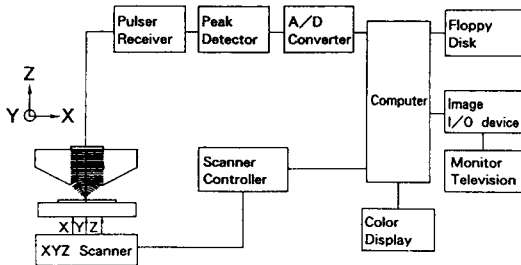 Pulser
Receiver
Peak
Detector
A/D
Converter
Floppy
Disk
Z
Y X
Computer
Image
I/O device
Scanner
Controller
Monitor
Television
X Y Z
XYZ Scanner
Color
Display